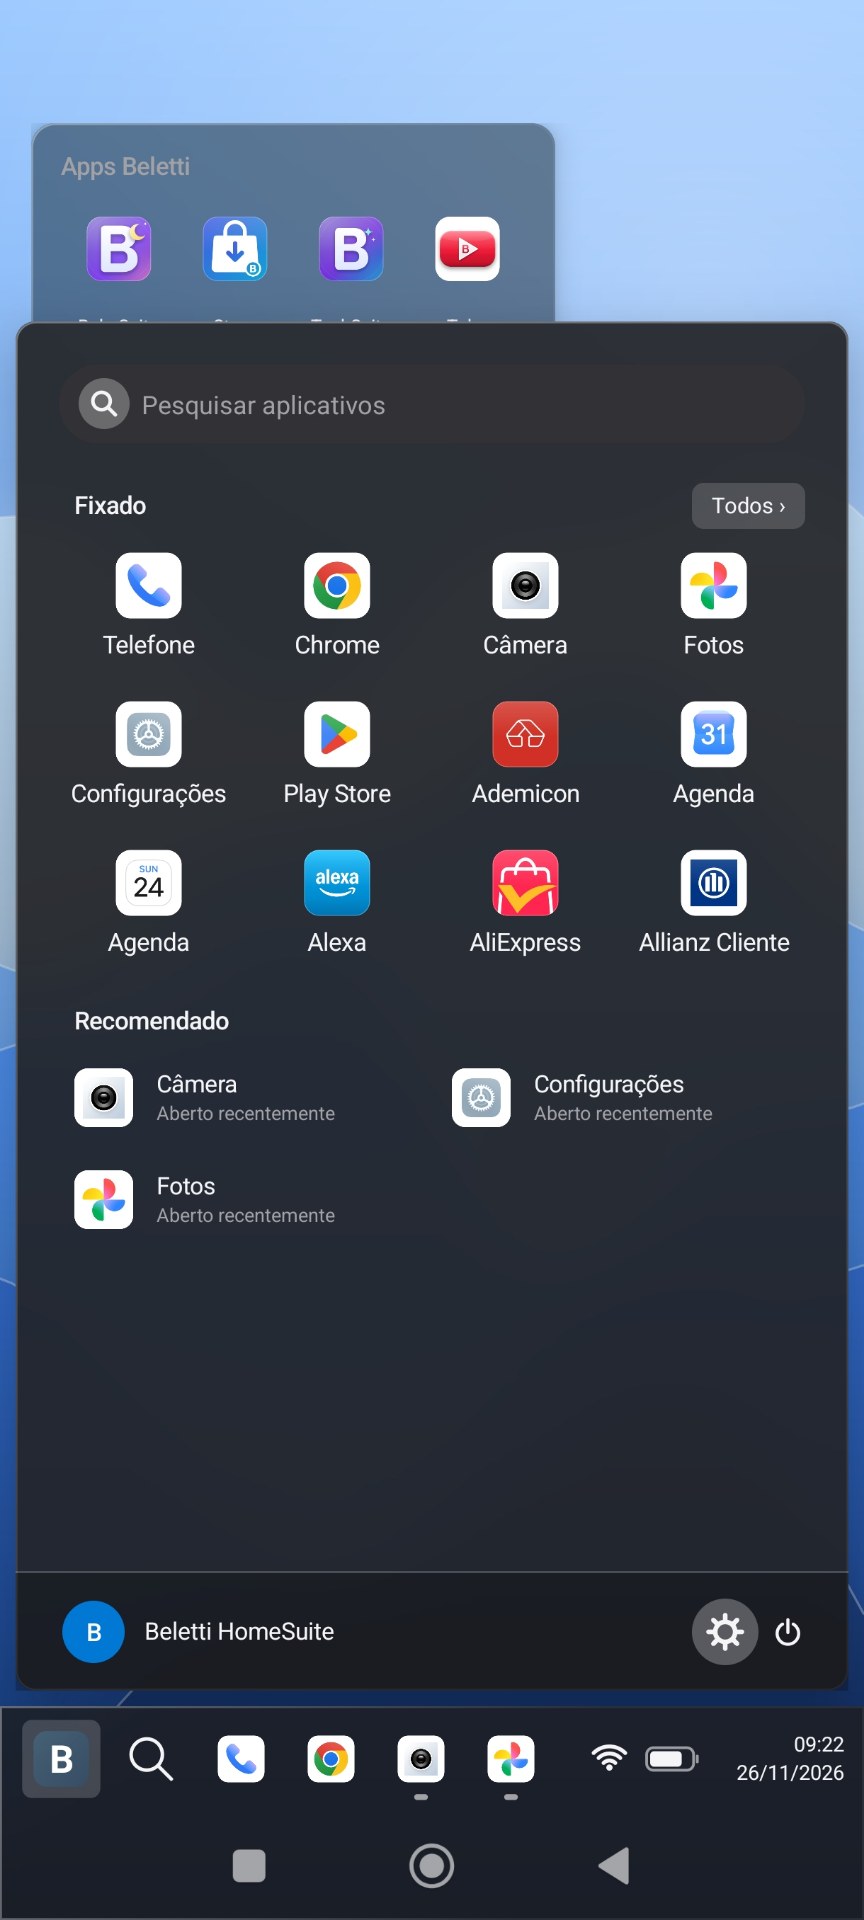 Apps Beletti
B
B
B
B
Pesquisar aplicativos
Fixado
Todos ›
Telefone
Chrome
Câmera
Fotos
31
Configurações
Play Store
Ademicon
Agenda
SUN
24
alexa
Agenda
Alexa
AliExpress
Allianz Cliente
Recomendado
Câmera
Aberto recentemente
Configurações
Aberto recentemente
Fotos
Aberto recentemente
B
Beletti HomeSuite
B
09:22
26/11/2026